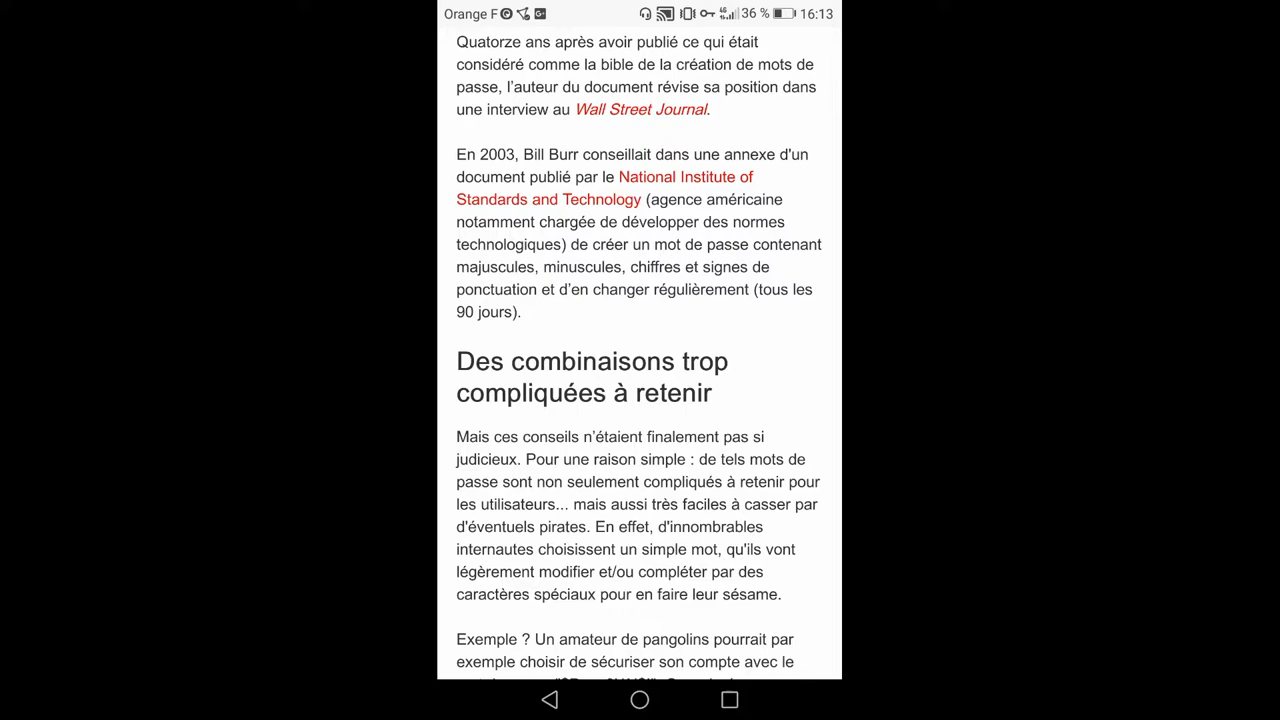 Orange F
4G
36 %
16:13
Quatorze ans après avoir publié ce qui était
considéré comme la bible de la création de mots de
passe, l’auteur du document révise sa position dans
une interview au Wall Street Journal.
En 2003, Bill Burr conseillait dans une annexe d'un
document publié par le National Institute of
Standards and Technology (agence américaine
notamment chargée de développer des normes
technologiques) de créer un mot de passe contenant
majuscules, minuscules, chiffres et signes de
ponctuation et d’en changer régulièrement (tous les
90 jours).
Des combinaisons trop
compliquées à retenir
Mais ces conseils n’étaient finalement pas si
judicieux. Pour une raison simple : de tels mots de
passe sont non seulement compliqués à retenir pour
les utilisateurs... mais aussi très faciles à casser par
d'éventuels pirates. En effet, d'innombrables
internautes choisissent un simple mot, qu'ils vont
légèrement modifier et/ou compléter par des
caractères spéciaux pour en faire leur sésame.
Exemple ? Un amateur de pangolins pourrait par
exemple choisir de sécuriser son compte avec le